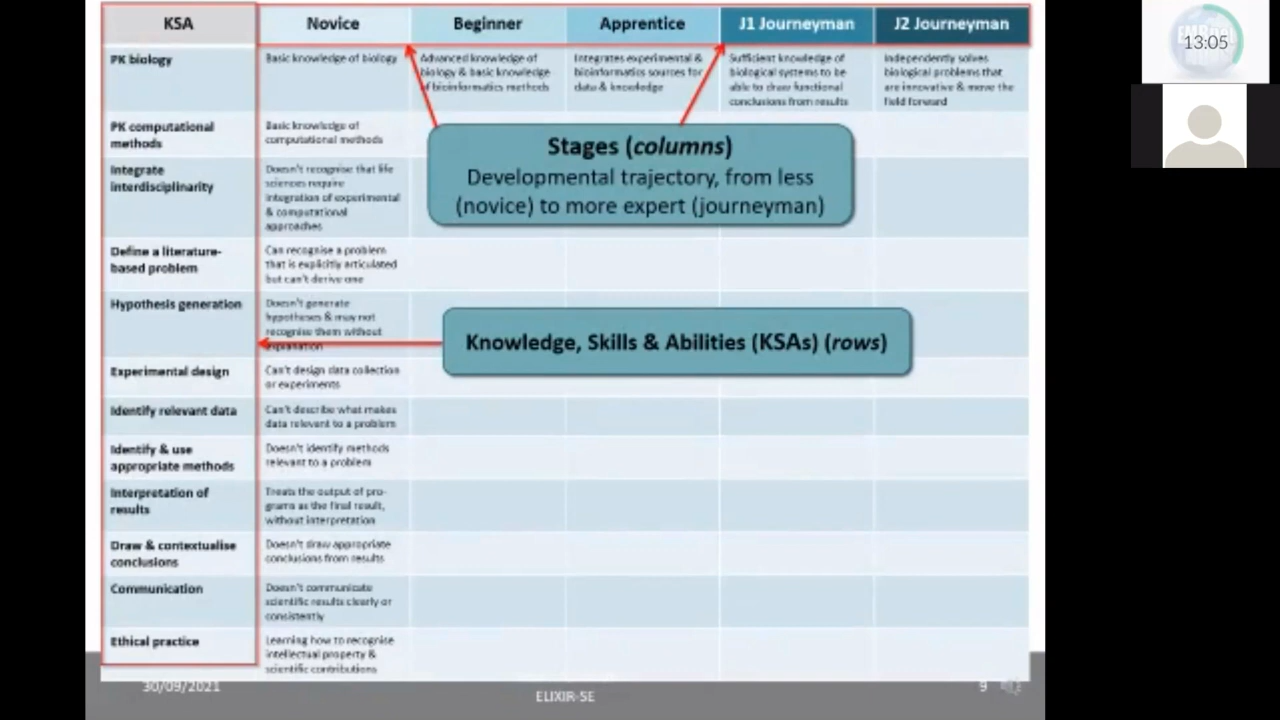 KSA Novice Beginner Apprentice J1 Journeyman J2 Journeyman
PK biology
Basic knowledge of biology
Advanced knowledge of
biology & basic knowledge
of bioinformatics methods
Integrates experimental &
bioinformatics sources for
data & knowledge
Sufficient knowledge of
biological systems to be
able to draw functional
conclusions from results
Independently solves
biological problems that
are innovative & move the
field forward
PK computational
methods
Basic knowledge of
computational methods
Integrate
interdisciplinarity
Doesn't recognise that life
sciences require
integration of experimental
& computational
approaches
Stages (columns)
Developmental trajectory, from less
(novice) to more expert (journeyman)
Define a literature-
based problem
Can recognise a problem
that is explicitly articulated
but can't derive one
Hypothesis generation
Doesn't generate
hypotheses & may not
recognise them without
explanation
Knowledge, Skills & Abilities (KSAs) (rows)
Experimental design
Can't design data collection
or experiments
Identify relevant data
Can't describe what makes
data relevant to a problem
Identify & use
appropriate methods
Doesn't identify methods
relevant to a problem
Interpretation of
results
Treats the output of pro-
grams as the final result,
without interpretation
Draw & contextualise
conclusions
Doesn't draw appropriate
conclusions from results
Communication
Doesn't communicate
scientific results clearly or
consistently
Ethical practice
Learning how to recognise
intellectual property &
scientific contributions
30/09/2021
ELIXIR-SE
9
13:05